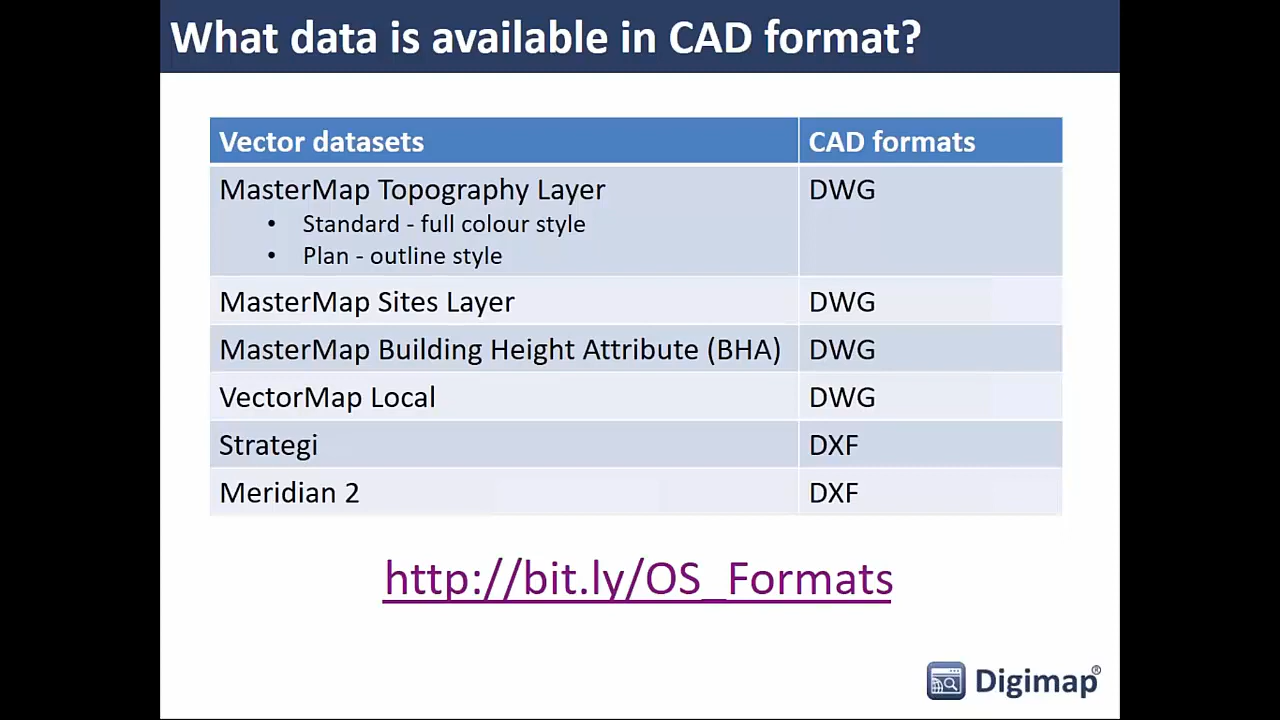 What data is available in CAD format?
Vector datasets CAD formats
MasterMap Topography Layer DWG
• Standard - full colour style
• Plan - outline style
MasterMap Sites Layer DWG
MasterMap Building Height Attribute (BHA) DWG
VectorMap Local DWG
Strategi DXF
Meridian 2 DXF
http://bit.ly/OS_Formats
Digimap®